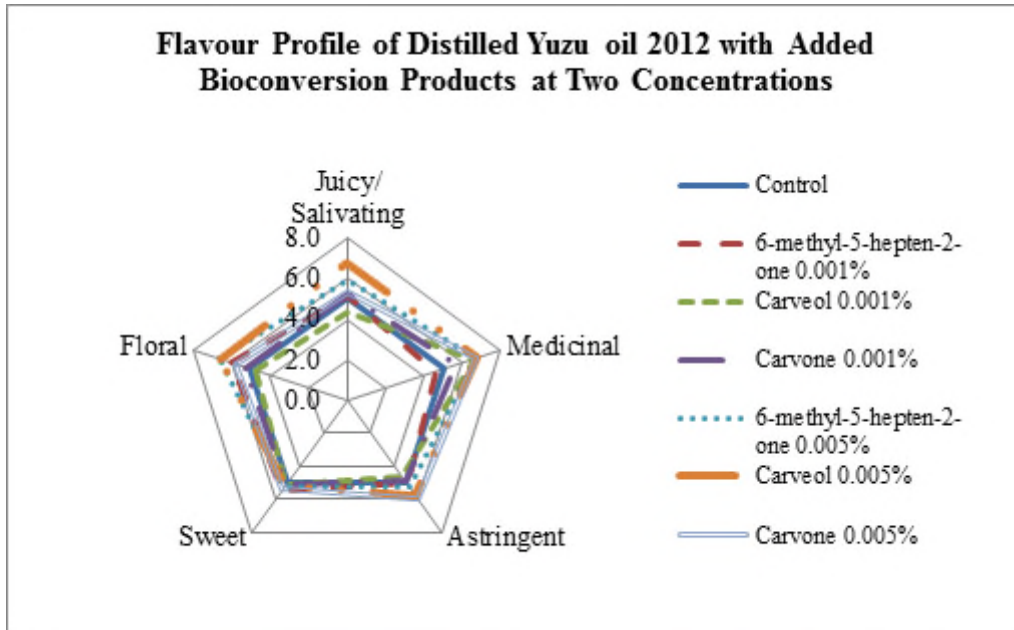 Flavour Profile of Distilled Yuzu oil 2012 with Added
Bioconversion Products at Two Concentrations
Juicy/
Salivating
8.0
6.0
4.0
2.0
0.0
Floral
Medicinal
Sweet
Astringent
Control
6-methyl-5-hepten-2-
one 0.001%
Carveol 0.001%
Carvone 0.001%
6-methyl-5-hepten-2-
one 0.005%
Carveol 0.005%
Carvone 0.005%